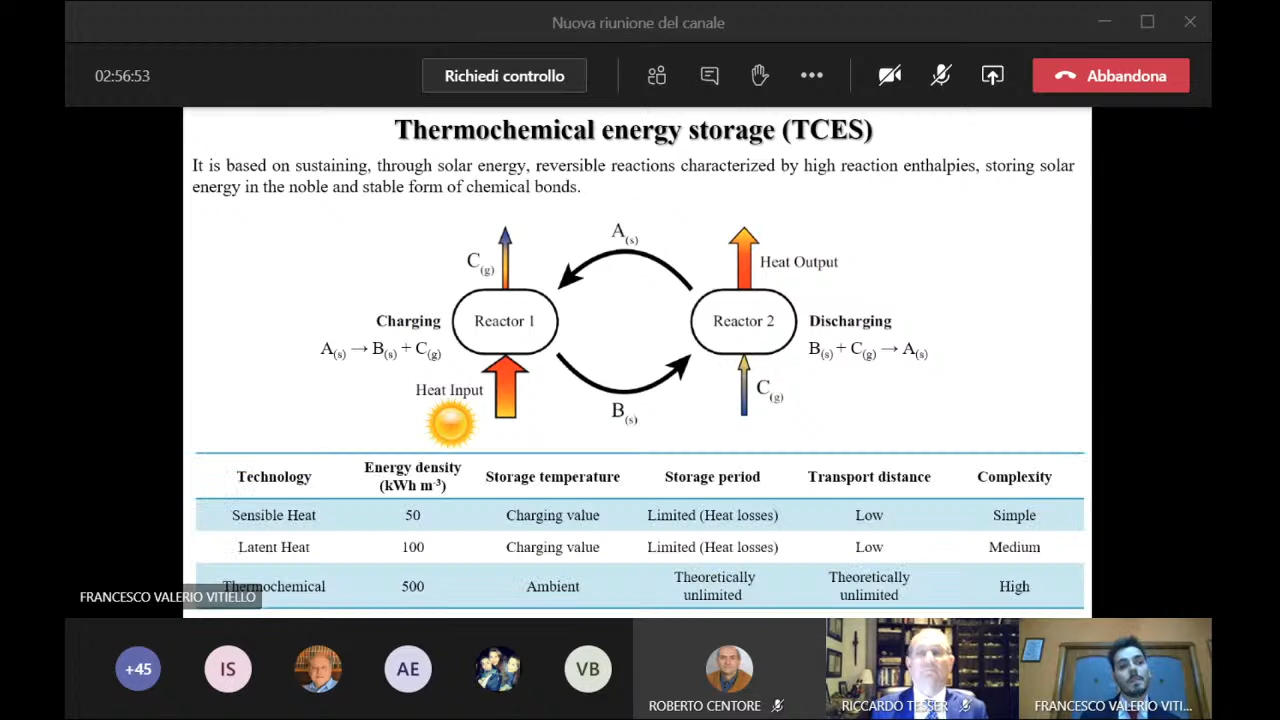 Nuova riunione del canale
02:56:53
Richiedi controllo
Abbandona
Thermochemical energy storage (TCES)
It is based on sustaining, through solar energy, reversible reactions characterized by high reaction enthalpies, storing solar
energy in the noble and stable form of chemical bonds.
A(s)
C(g)
Heat Output
Charging
Reactor 1
Reactor 2
Discharging
A(s) → B(s) + C(g)
B(s) + C(g) → A(s)
Heat Input
C(g)
B(s)
Technology Energy density (kWh m-3) Storage temperature Storage period Transport distance Complexity
Sensible Heat 50 Charging value Limited (Heat losses) Low Simple
Latent Heat 100 Charging value Limited (Heat losses) Low Medium
Thermochemical 500 Ambient Theoretically unlimited Theoretically unlimited High
FRANCESCO VALERIO VITIELLO
+45 IS AE VB
ROBERTO CENTORE
RICCARDO TESSER
FRANCESCO VALERIO VITI...